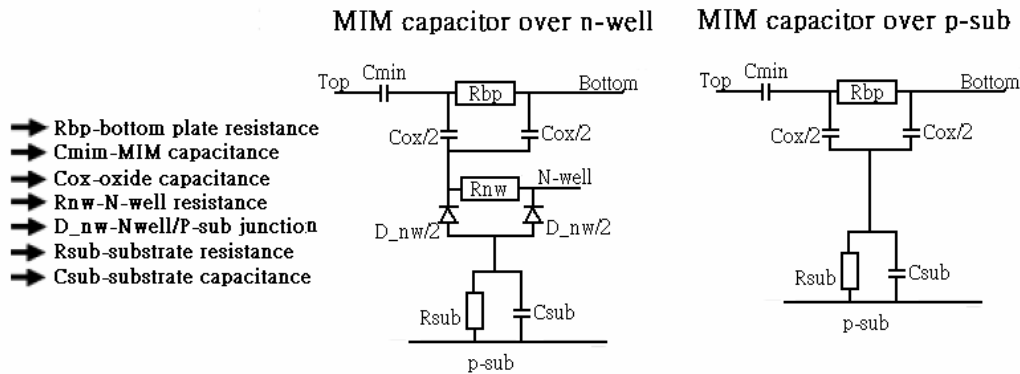 MIM capacitor over n-well
MIM capacitor over p-sub
Rbp-bottom plate resistance
Cmim-MIM capacitance
Cox-oxide capacitance
Rnw-N-well resistance
D_nw-Nwell/P-sub junction
Rsub-substrate resistance
Csub-substrate capacitance
Top
Cmin
Rbp
Bottom
Cox/2
Cox/2
Rnw
N-well
D_nw/2
D_nw/2
Rsub
Csub
p-sub
Top
Cmin
Rbp
Bottom
Cox/2
Cox/2
Rsub
Csub
p-sub